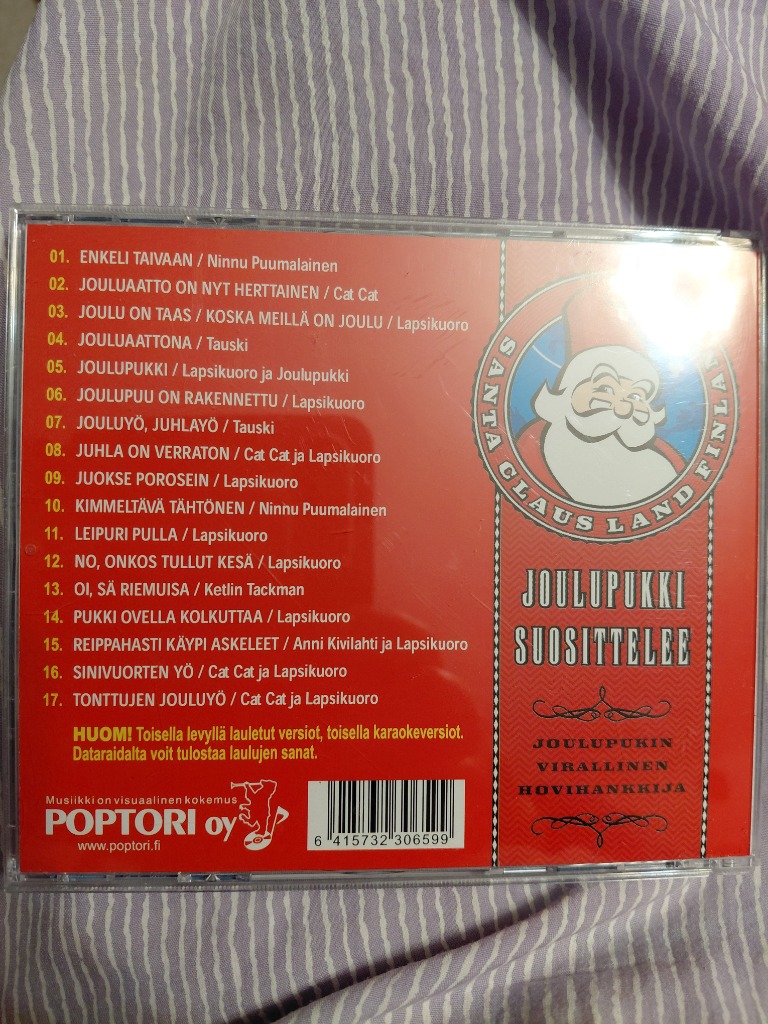 01. ENKELI TAIVAAN / Ninnu Puumalainen
02. JOULUAATTO ON NYT HERTTAINEN / Cat Cat
03. JOULU ON TAAS / KOSKA MEILLÄ ON JOULU / Lapsikuoro
04. JOULUAATTONA / Tauski
05. JOULUPUKKI / Lapsikuoro ja Joulupukki
06. JOULUPUU ON RAKENNETTU / Lapsikuoro
07. JOULUYÖ, JUHLAYÖ / Tauski
08. JUHLA ON VERRATON / Cat Cat ja Lapsikuoro
09. JUOKSE POROSEIN / Lapsikuoro
10. KIMMELTÄVÄ TÄHTÖNEN / Ninnu Puumalainen
11. LEIPURI PULLA / Lapsikuoro
12. NO, ONKOS TULLUT KESÄ / Lapsikuoro
13. OI, SÄ RIEMUISA / Ketlin Tackman
14. PUKKI OVELLA KOLKUTTAA / Lapsikuoro
15. REIPPAHASTI KÄYPI ASKELEET / Anni Kivilahti ja Lapsikuoro
16. SINIVUORTEN YÖ / Cat Cat ja Lapsikuoro
17. TONTTUJEN JOULUYÖ / Cat Cat ja Lapsikuoro
HUOM! Toisella levyllä lauletut versiot, toisella karaokeversiot.
Dataraidalta voit tulostaa laulujen sanat.
Musiikki on visuaalinen kokemus
POPTORI oy
www.poptori.fi
6 415732 306599
SANTA CLAUS LAND FINLAN
JOULUPUKKI
SUOSITTELEE
JOULUPUKIN
VIRALLINEN
HOVIHANKKIJA